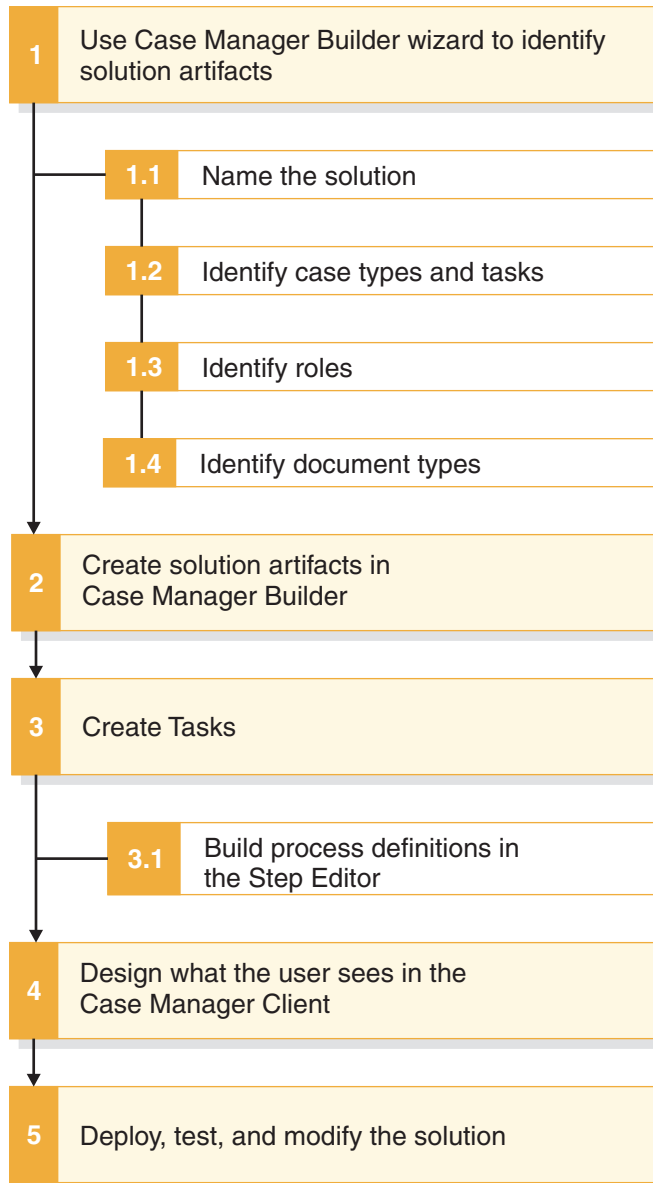 1
Use Case Manager Builder wizard to identify
solution artifacts
1.1 Name the solution
1.2 Identify case types and tasks
1.3 Identify roles
1.4 Identify document types
2
Create solution artifacts in
Case Manager Builder
3 Create Tasks
3.1
Build process definitions in
the Step Editor
4
Design what the user sees in the
Case Manager Client
5 Deploy, test, and modify the solution